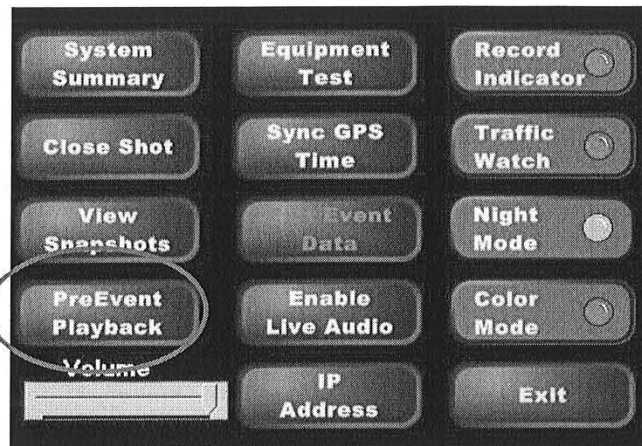 System
Summary
Equipment
Test
Record
Indicator
Close Shot
Sync GPS
Time
Traffic
Watch
View
Snapshots
Event
Data
Night
Mode
PreEvent
Playback
Enable
Live Audio
Color
Mode
Volume
IP
Address
Exit